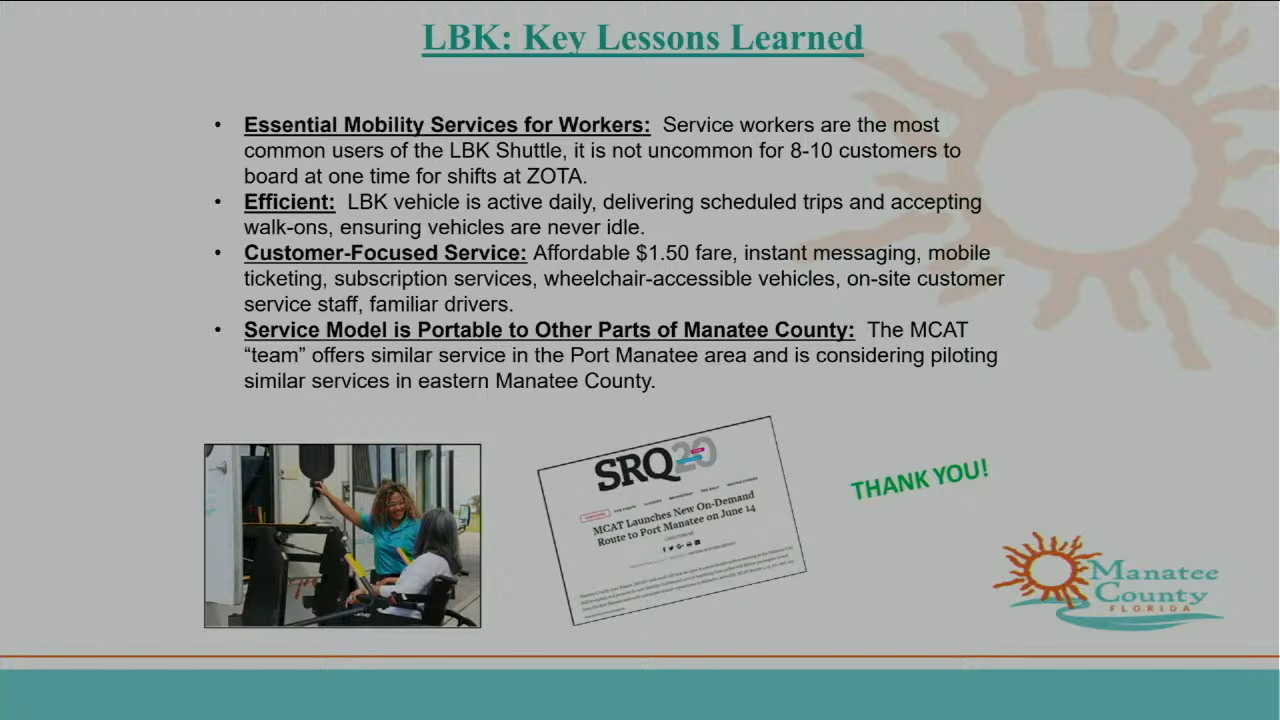 LBK: Key Lessons Learned
• Essential Mobility Services for Workers: Service workers are the most
common users of the LBK Shuttle, it is not uncommon for 8-10 customers to
board at one time for shifts at ZOTA.
• Efficient: LBK vehicle is active daily, delivering scheduled trips and accepting
walk-ons, ensuring vehicles are never idle.
• Customer-Focused Service: Affordable $1.50 fare, instant messaging, mobile
ticketing, subscription services, wheelchair-accessible vehicles, on-site customer
service staff, familiar drivers.
• Service Model is Portable to Other Parts of Manatee County: The MCAT
“team” offers similar service in the Port Manatee area and is considering piloting
similar services in eastern Manatee County.
SRQ20
MCAT Launches New On-Demand
Route to Port Manatee on June 14
THANK YOU!
Manatee
County
FLORIDA